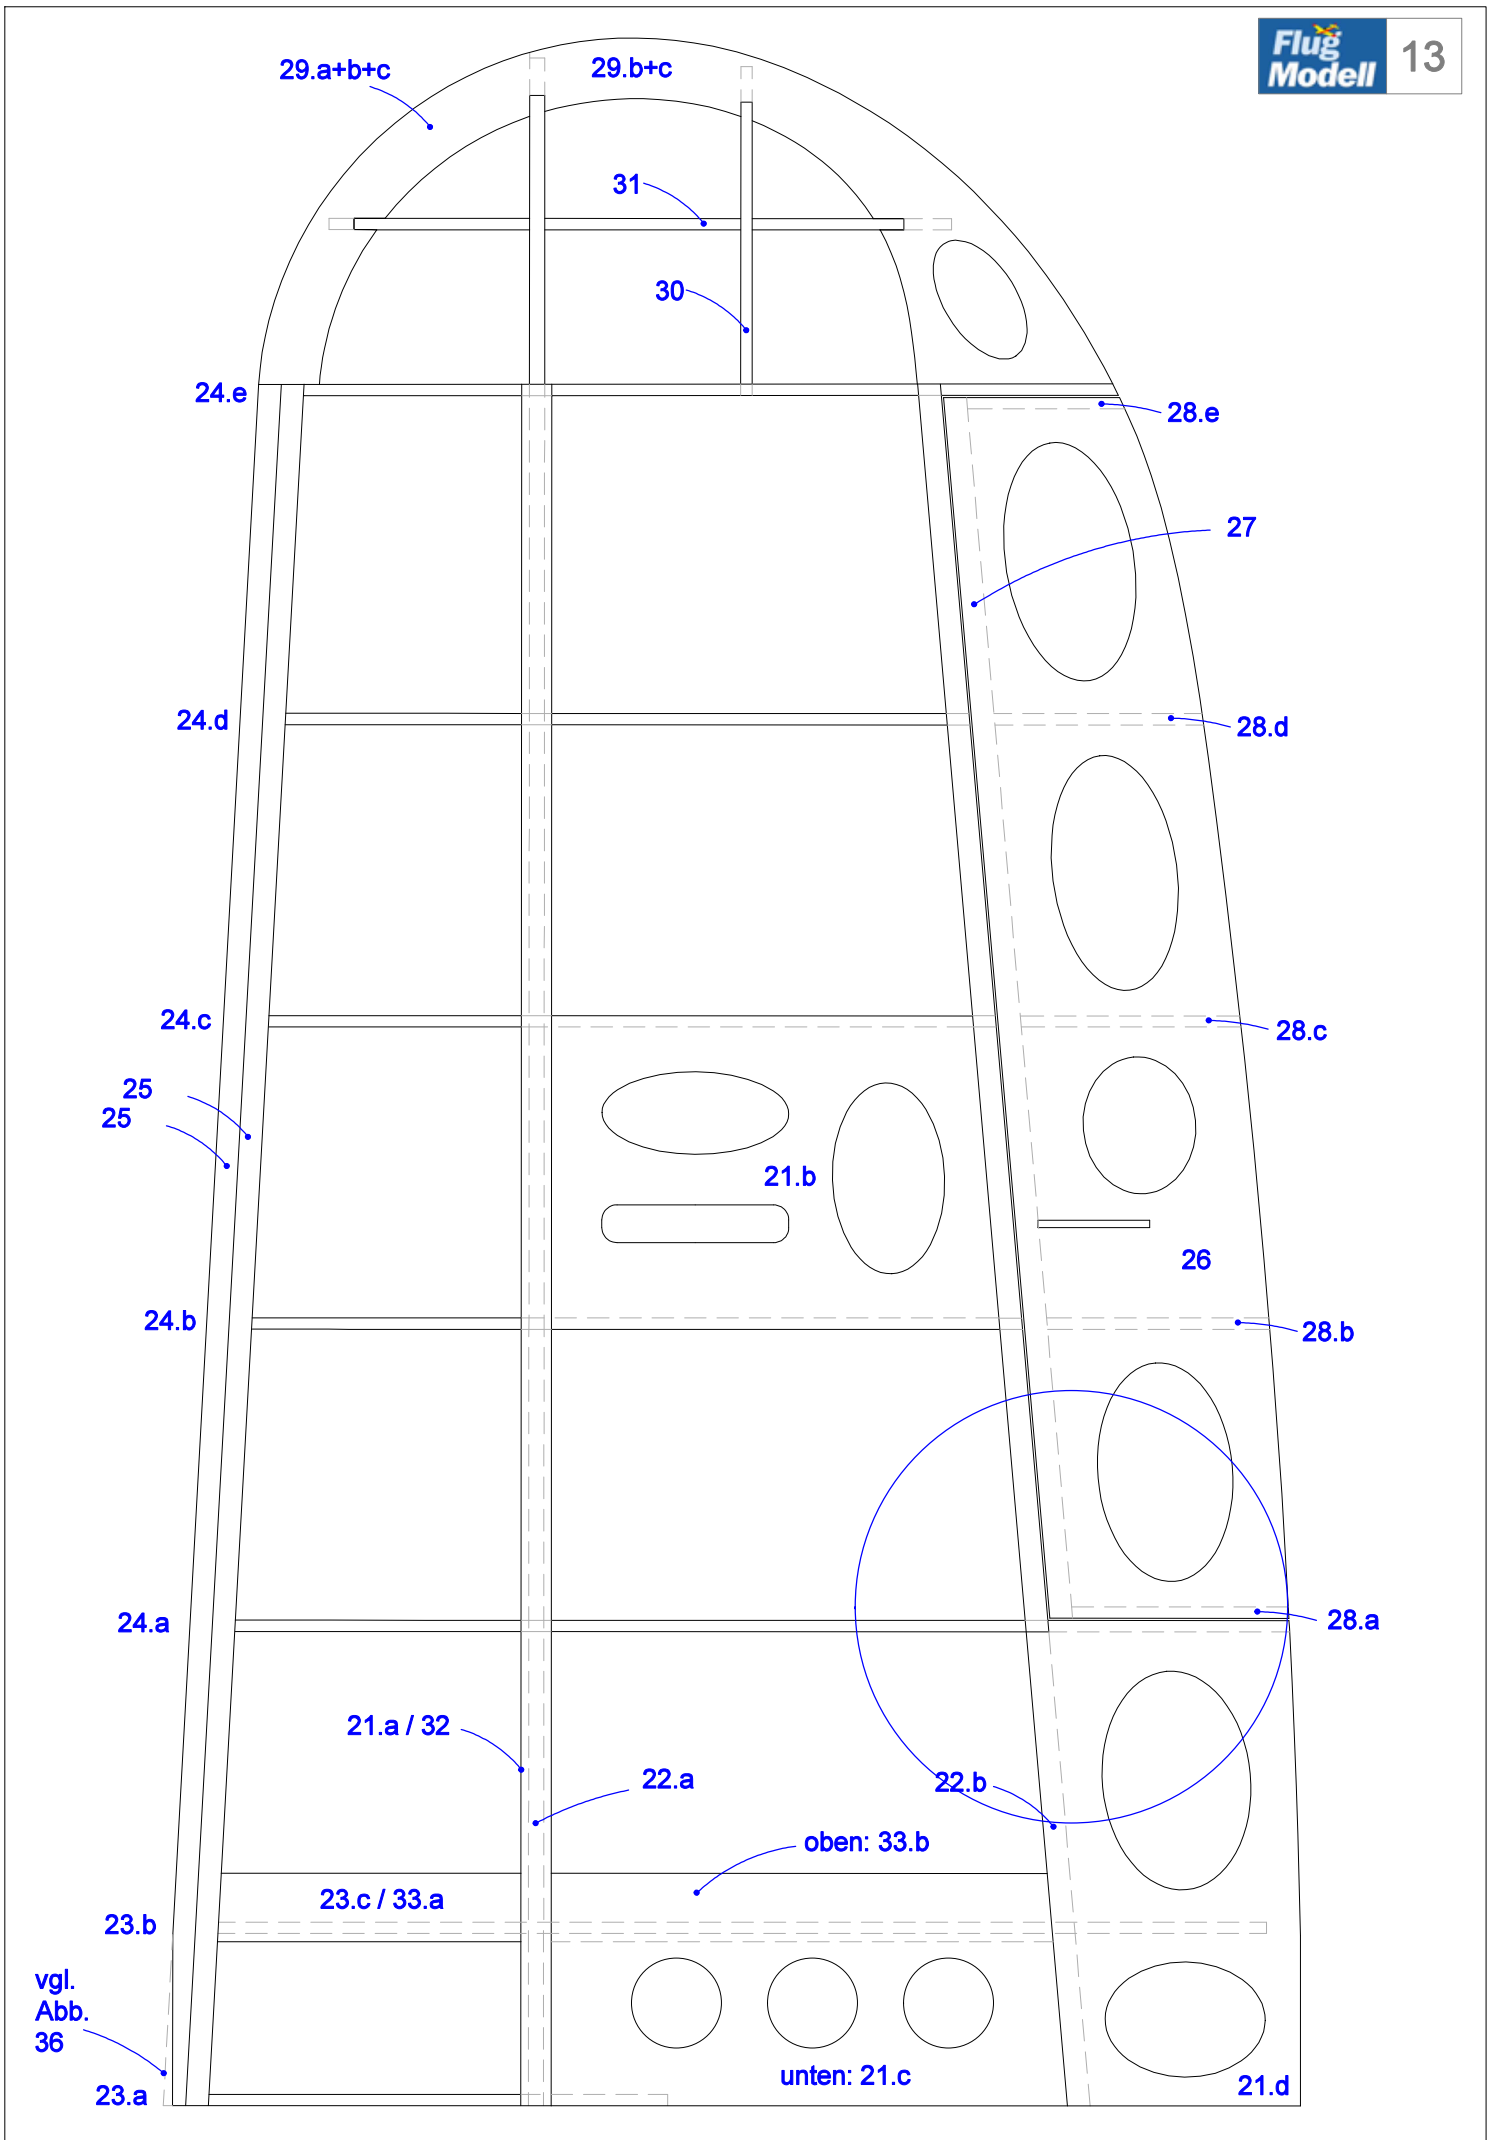 Flug
Modell
13
29.a+b+c
29.b+c
31
30
24.e
28.e
27
24.d
28.d
24.c
28.c
25
25
21.b
26
24.b
28.b
24.a
28.a
21.a / 32
22.a
22.b
oben: 33.b
23.c / 33.a
23.b
vgl.
Abb.
36
unten: 21.c
21.d
23.a